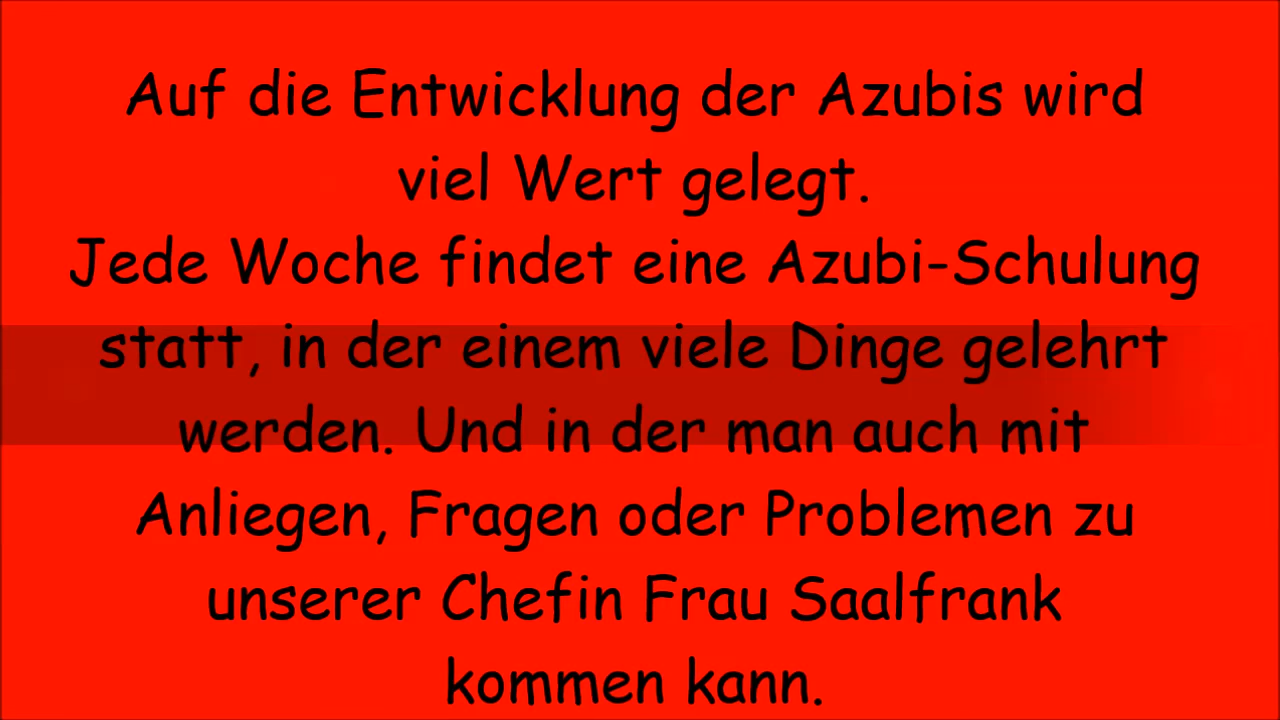 Auf die Entwicklung der Azubis wird
viel Wert gelegt.
Jede Woche findet eine Azubi-Schulung
statt, in der einem viele Dinge gelehrt
werden. Und in der man auch mit
Anliegen, Fragen oder Problemen zu
unserer Chefin Frau Saalfrank
kommen kann.